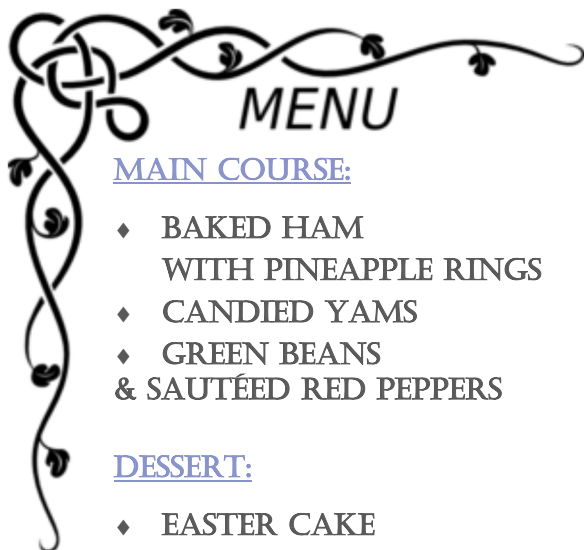 MENU
MAIN COURSE:
♦ BAKED HAM
WITH PINEAPPLE RINGS
♦ CANDIED YAMS
♦ GREEN BEANS
& SAUTÉED RED PEPPERS
DESSERT:
♦ EASTER CAKE